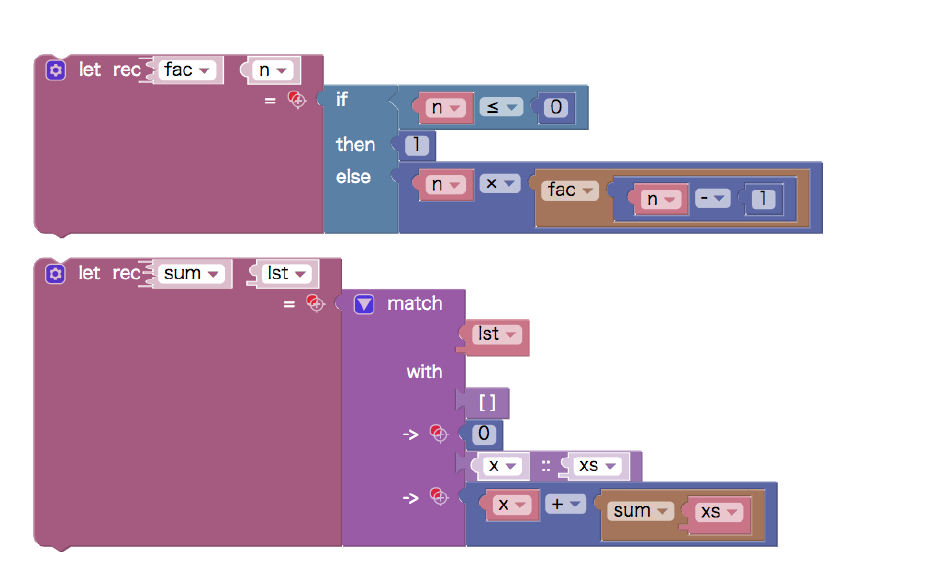 let rec fac n
= if n ≤ 0
then 1
else n × fac n - 1
let rec sum lst
= match
lst
with
[]
-> 0
x :: xs
-> x + sum xs